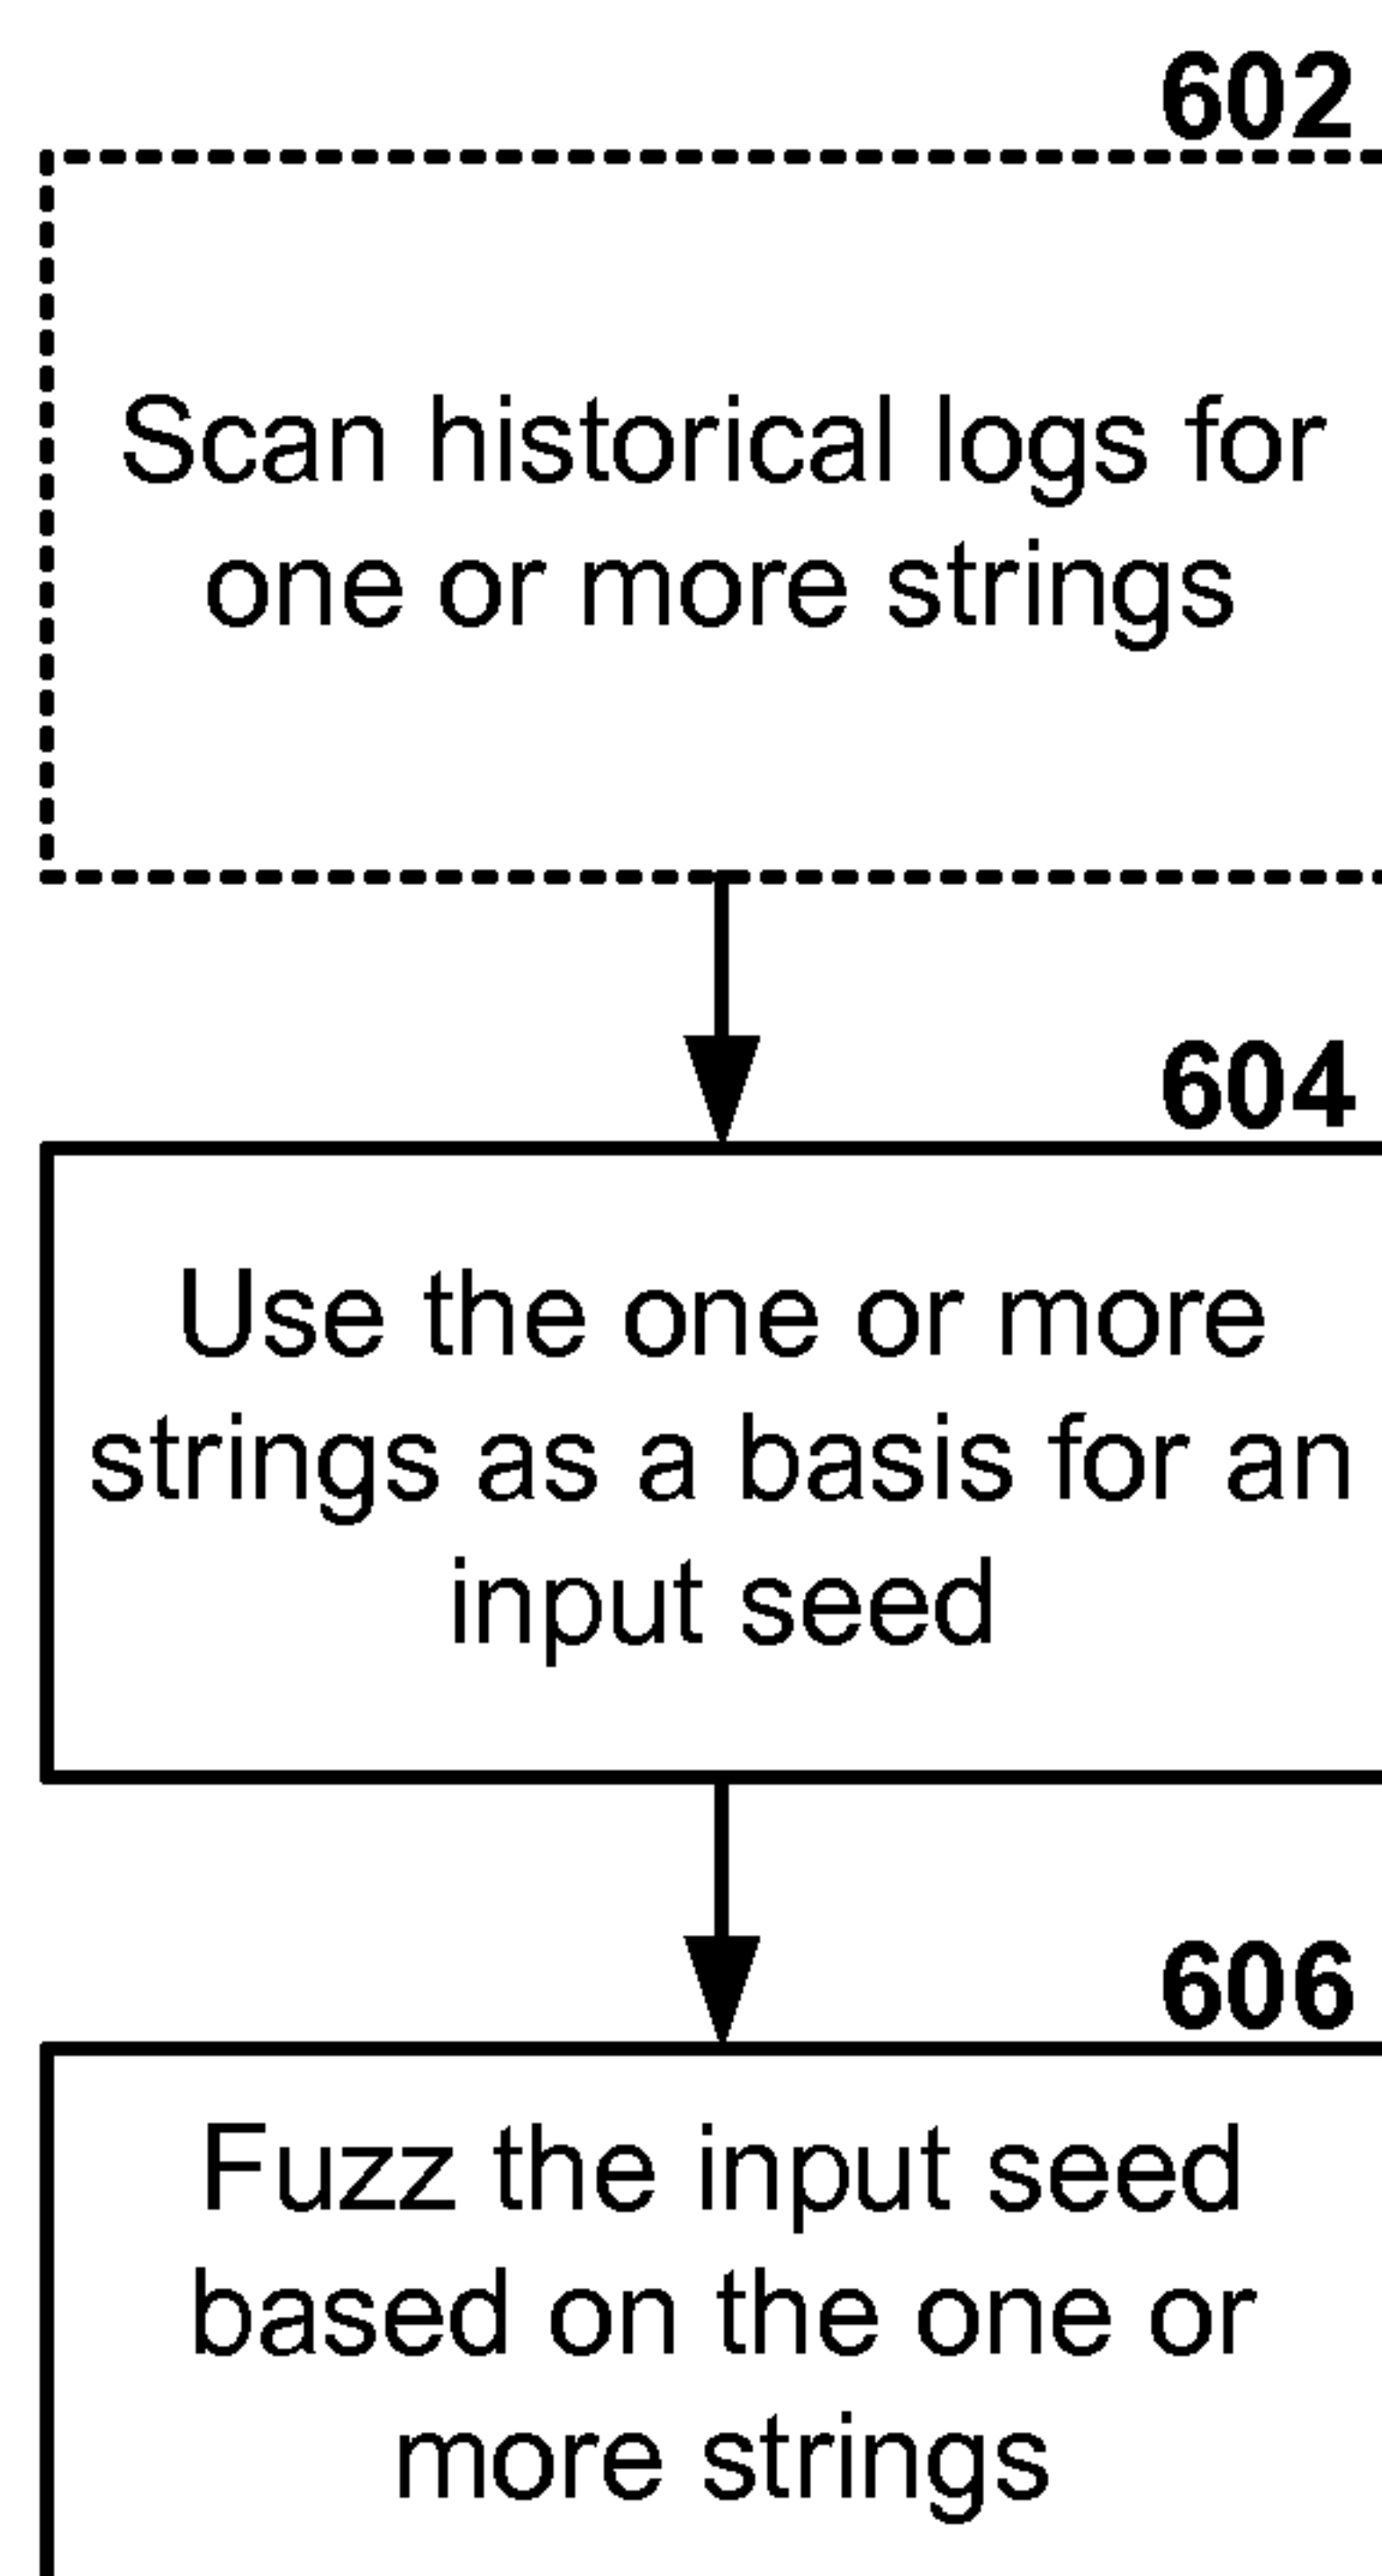 602
Scan historical logs for
one or more strings
604
Use the one or more
strings as a basis for an
input seed
606
Fuzz the input seed
based on the one or
more strings